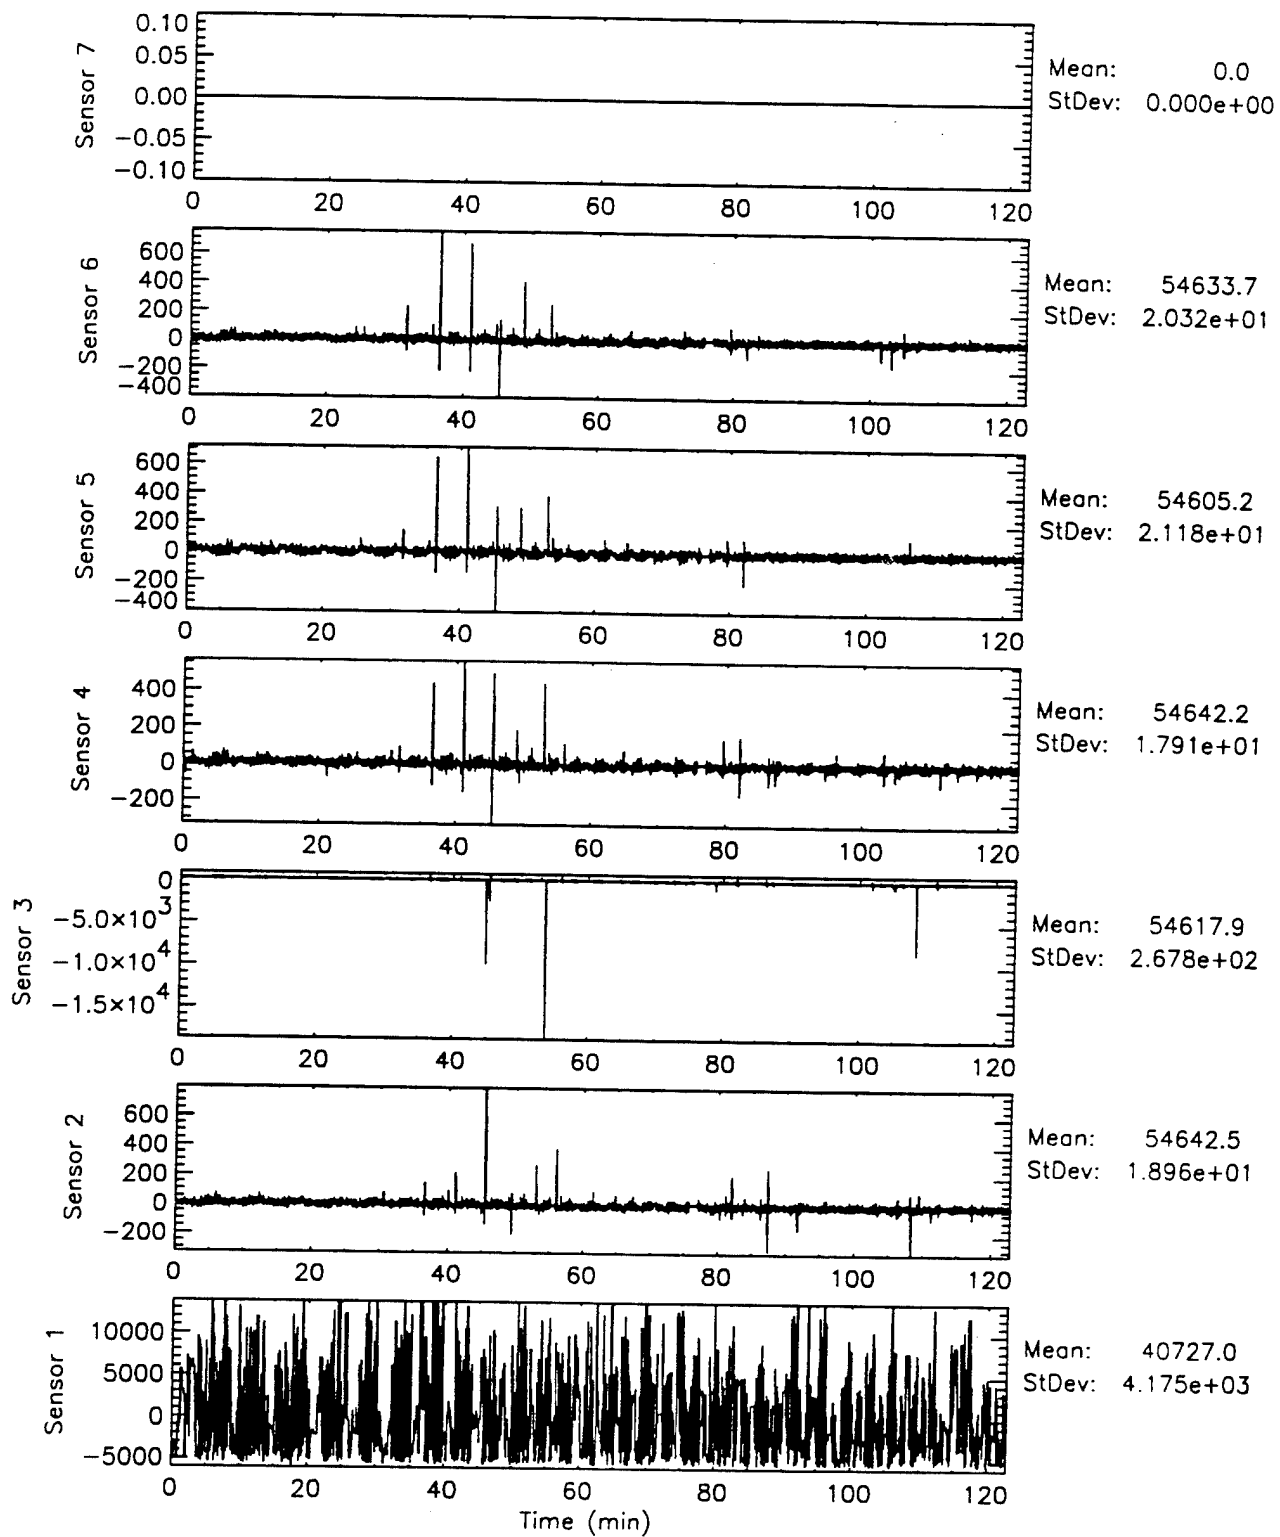 Sensor 7
0.10
0.05
0.00
−0.05
−0.10
0 20 40 60 80 100 120
Mean: 0.0
StDev: 0.000e+00
Sensor 6
600
400
200
0
−200
−400
0 20 40 60 80 100 120
Mean: 54633.7
StDev: 2.032e+01
Sensor 5
600
400
200
0
−200
−400
0 20 40 60 80 100 120
Mean: 54605.2
StDev: 2.118e+01
Sensor 4
400
200
0
−200
0 20 40 60 80 100 120
Mean: 54642.2
StDev: 1.791e+01
Sensor 3
0
−5.0×10³
−1.0×10⁴
−1.5×10⁴
0 20 40 60 80 100 120
Mean: 54617.9
StDev: 2.678e+02
Sensor 2
600
400
200
0
−200
0 20 40 60 80 100 120
Mean: 54642.5
StDev: 1.896e+01
Sensor 1
10000
5000
0
−5000
0 20 40 60 80 100 120
Mean: 40727.0
StDev: 4.175e+03
Time (min)